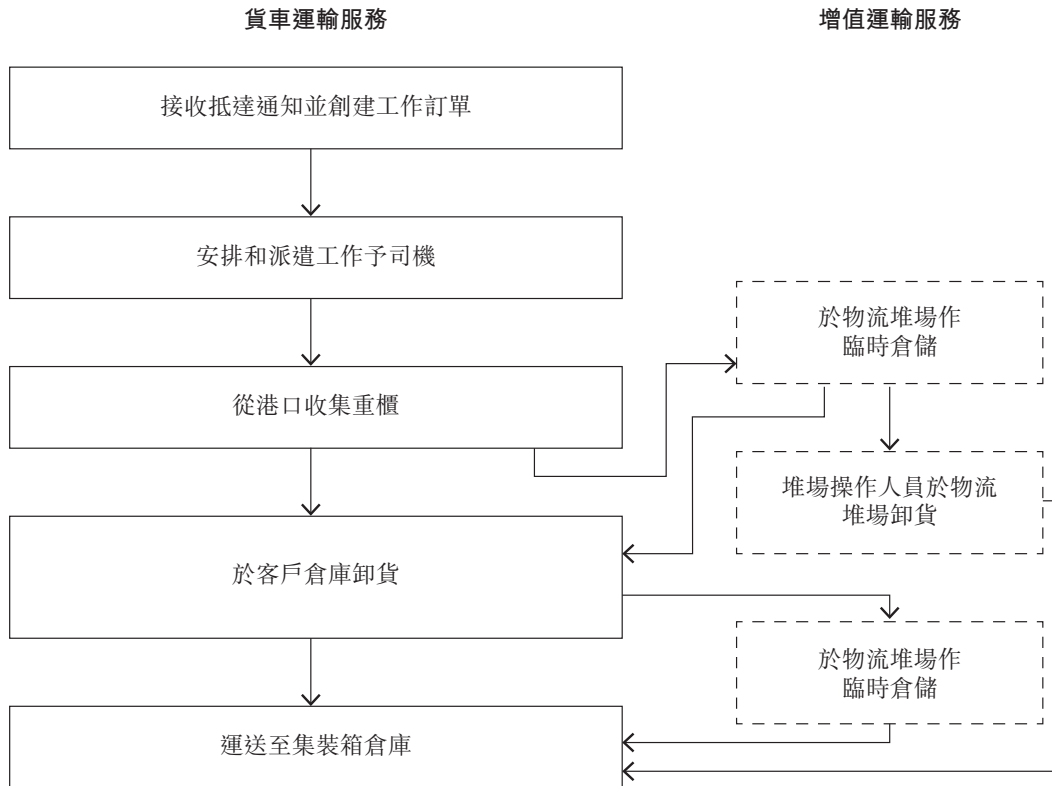 貨車運輸服務
增值運輸服務
接收抵達通知並創建工作訂單
安排和派遣工作予司機
從港口收集重櫃
於客戶倉庫卸貨
運送至集裝箱倉庫
於物流堆場作
臨時倉儲
堆場操作人員於物流
堆場卸貨
於物流堆場作
臨時倉儲